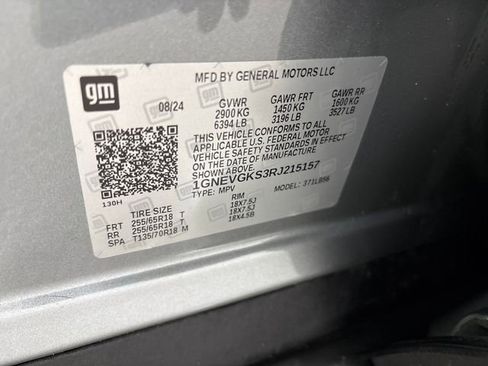 MFD BY GENERAL MOTORS LLC
gm
08/24
GVWR GAWR FRT GAWR RR
2900 KG 1450 KG 1600 KG
6394 LB 3196 LB 3527 LB
THIS VEHICLE CONFORMS TO ALL
APPLICABLE U.S. FEDERAL MOTOR
VEHICLE SAFETY STANDARDS IN EFFECT
ON THE DATE OF MANUFACTURE
SHOWN ABOVE.
1GNEVGKS3RJ215157
TYPE: MPV MODEL: 371LB56
130H
TIRE SIZE RIM
FRT 255/65R18 T 18X7.5J
RR 255/65R18 T 18X7.5J
SPA T135/70R18 M 18X4.5B